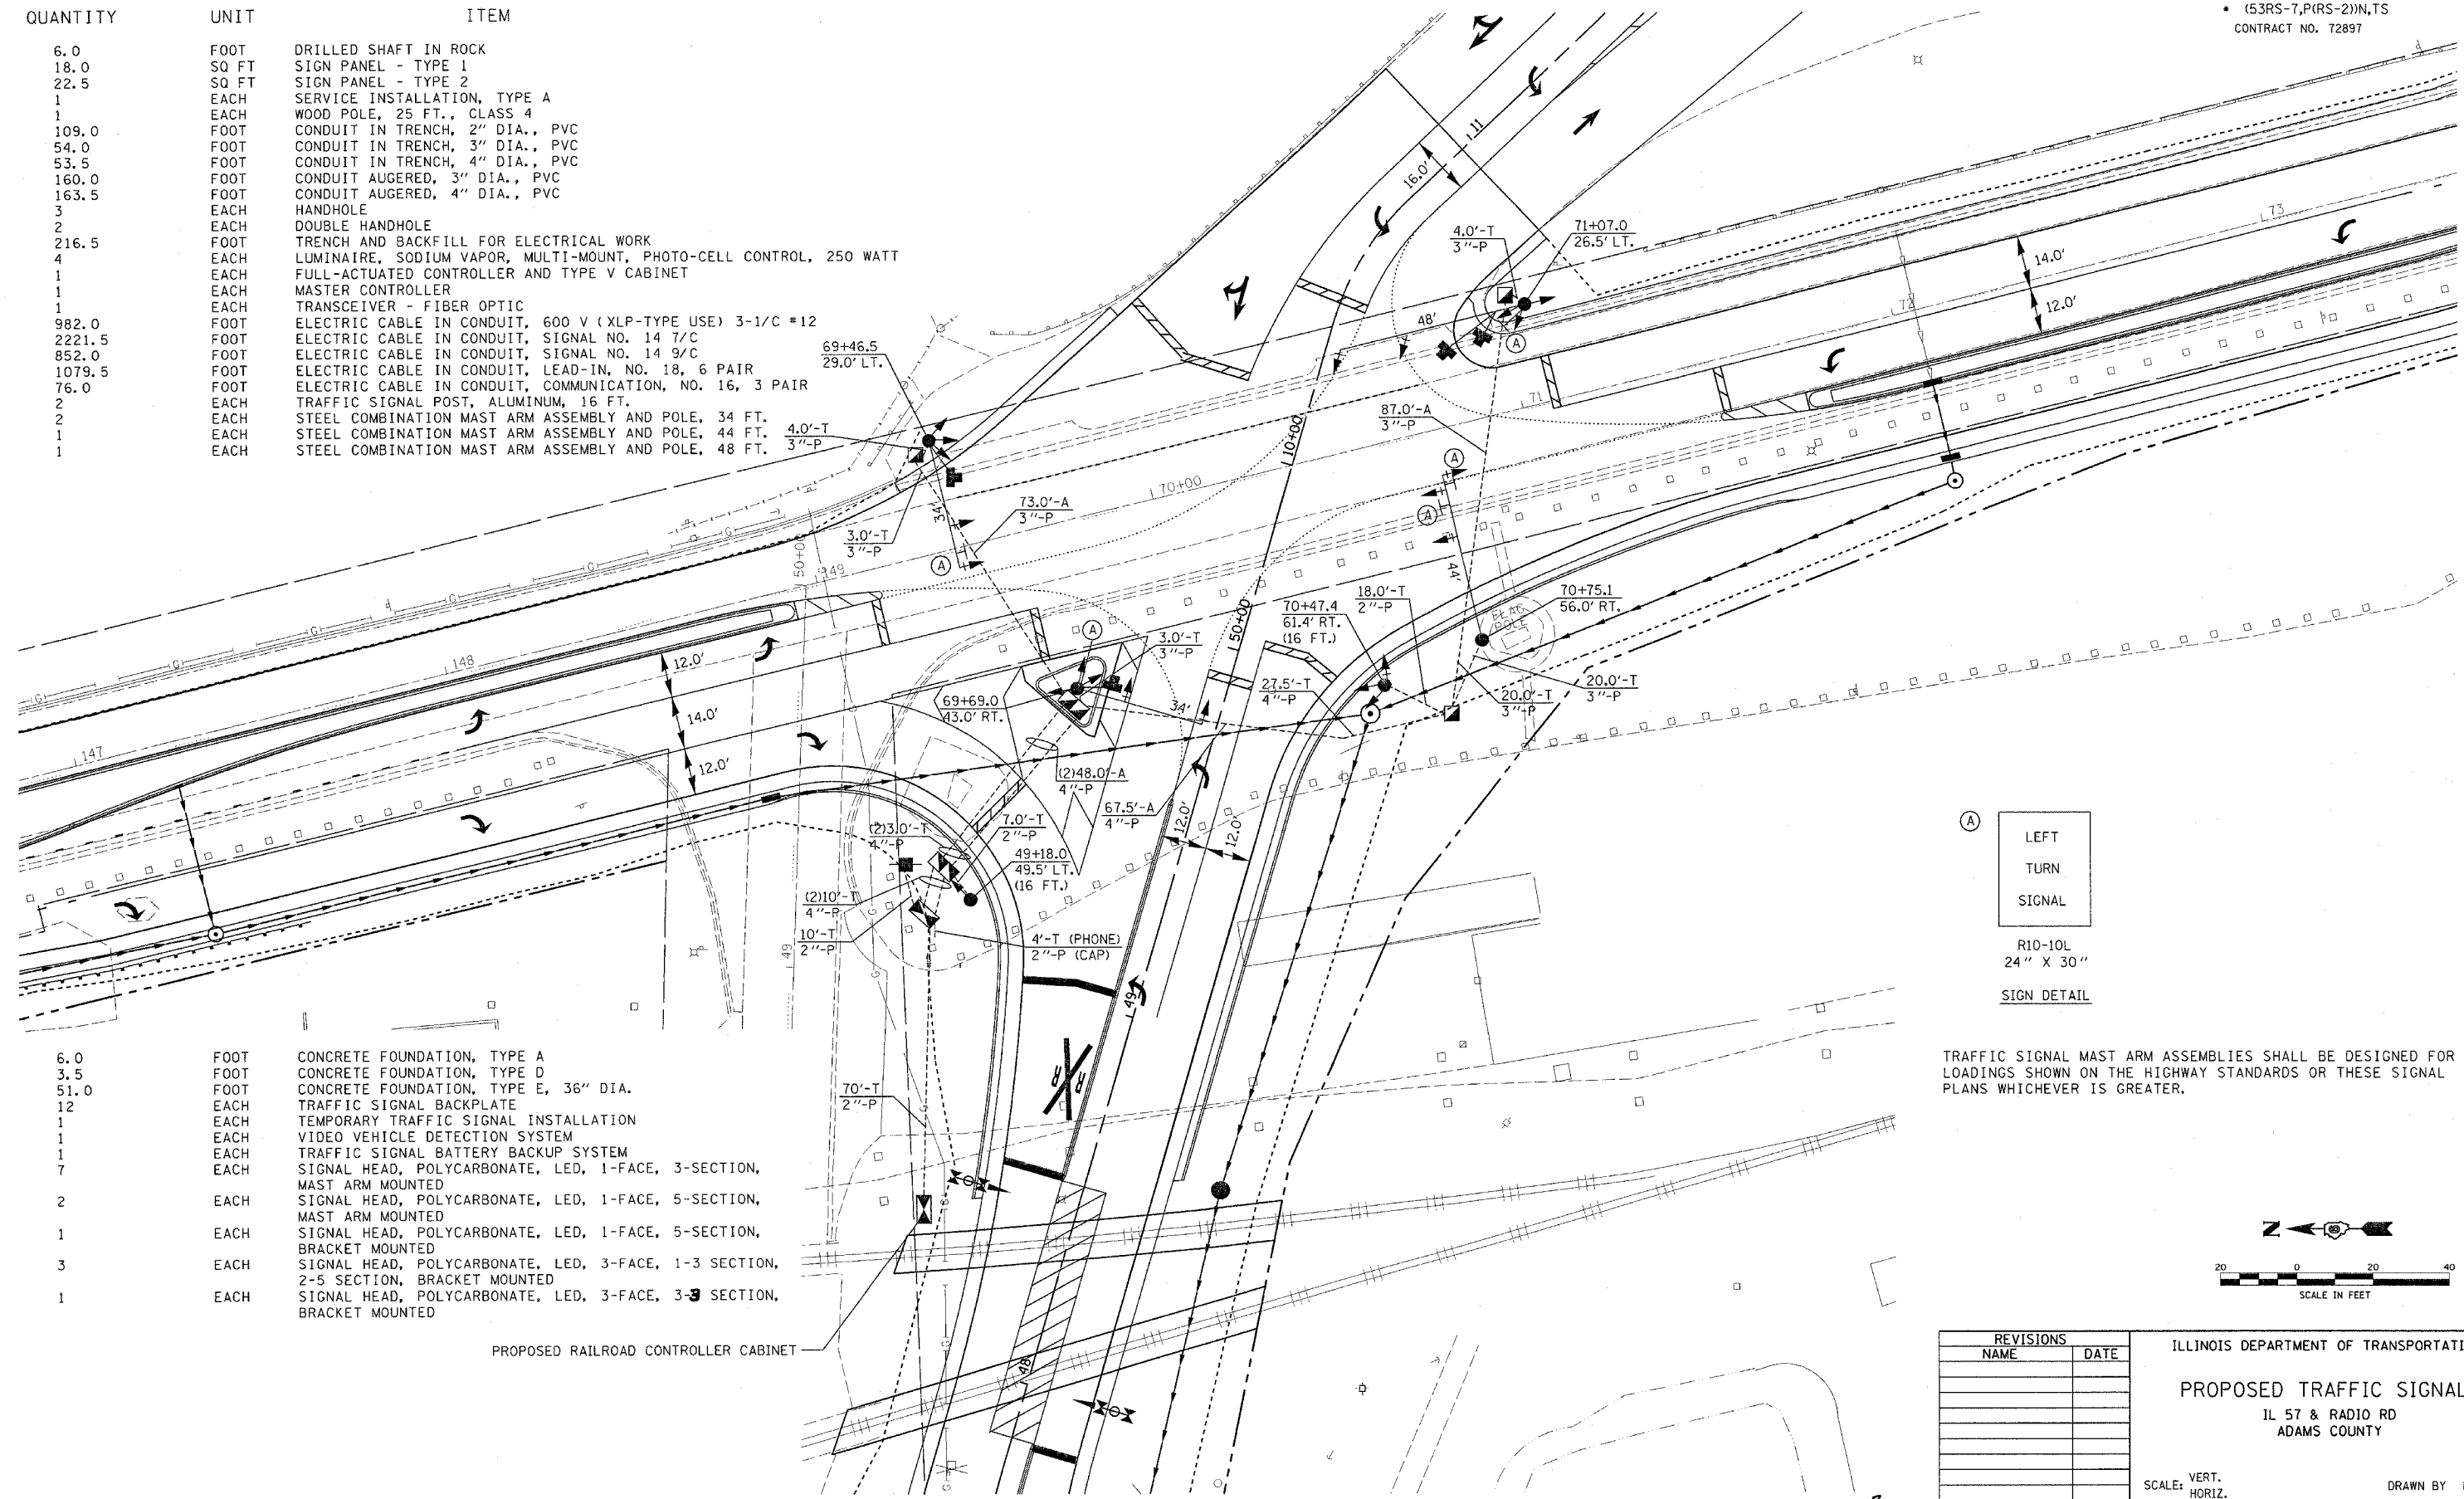 QUANTITY UNIT ITEM
6.0 FOOT DRILLED SHAFT IN ROCK
18.0 SQ FT SIGN PANEL - TYPE 1
22.5 SQ FT SIGN PANEL - TYPE 2
1 EACH SERVICE INSTALLATION, TYPE A
1 EACH WOOD POLE, 25 FT., CLASS 4
109.0 FOOT CONDUIT IN TRENCH, 2" DIA., PVC
54.0 FOOT CONDUIT IN TRENCH, 3" DIA., PVC
53.5 FOOT CONDUIT IN TRENCH, 4" DIA., PVC
160.0 FOOT CONDUIT AUGERED, 3" DIA., PVC
163.5 FOOT CONDUIT AUGERED, 4" DIA., PVC
3 EACH HANDHOLE
2 EACH DOUBLE HANDHOLE
216.5 FOOT TRENCH AND BACKFILL FOR ELECTRICAL WORK
4 EACH LUMINAIRE, SODIUM VAPOR, MULTI-MOUNT, PHOTO-CELL CONTROL, 250 WATT
1 EACH FULL-ACTUATED CONTROLLER AND TYPE V CABINET
1 EACH MASTER CONTROLLER
1 EACH TRANSCEIVER - FIBER OPTIC
982.0 FOOT ELECTRIC CABLE IN CONDUIT, 600 V (XLP-TYPE USE) 3-1/C #12
2221.5 FOOT ELECTRIC CABLE IN CONDUIT, SIGNAL NO. 14 7/C
852.0 FOOT ELECTRIC CABLE IN CONDUIT, SIGNAL NO. 14 9/C
1079.5 FOOT ELECTRIC CABLE IN CONDUIT, LEAD-IN, NO. 18, 6 PAIR
76.0 FOOT ELECTRIC CABLE IN CONDUIT, COMMUNICATION, NO. 16, 3 PAIR
2 EACH TRAFFIC SIGNAL POST, ALUMINUM, 16 FT.
2 EACH STEEL COMBINATION MAST ARM ASSEMBLY AND POLE, 34 FT.
1 EACH STEEL COMBINATION MAST ARM ASSEMBLY AND POLE, 44 FT.
1 EACH STEEL COMBINATION MAST ARM ASSEMBLY AND POLE, 48 FT.
* (53RS-7,P(RS-2))N,TS
CONTRACT NO. 72897
11
16.0'
4.0'-T
3"-P
71+07.0
26.5' LT.
73
14.0'
72
12.0'
48'
A
69+46.5
29.0' LT.
71
87.0'-A
3"-P
10+00
4.0'-T
3"-P
A
70+00
34'
73.0'-A
3"-P
A
3.0'-T
3"-P
A
50+00
149
44'
18.0'-T
2"-P
70+75.1
56.0' RT.
70+47.4
61.4' RT.
(16 FT.)
ELAC
POLE
50+00
A
3.0'-T
3"-P
148
12.0'
27.5'-T
4"-P
20.0'-T
3"-P
20.0'-T
3"-P
69+69.0
43.0' RT.
34'
14.0'
147
12.0'
(2)48.0'-A
4"-P
67.5'-A
4"-P
12.0'
12.0'
(2)3.0'-T
4"-P
7.0'-T
2"-P
49+18.0
49.5' LT.
(16 FT.)
(2)10'-T
4"-P
10'-T
2"-P
4'-T (PHONE)
2"-P (CAP)
49
49
A
LEFT
TURN
SIGNAL
R10-10L
24" X 30"
SIGN DETAIL
TRAFFIC SIGNAL MAST ARM ASSEMBLIES SHALL BE DESIGNED FOR
LOADINGS SHOWN ON THE HIGHWAY STANDARDS OR THESE SIGNAL
PLANS WHICHEVER IS GREATER.
6.0 FOOT CONCRETE FOUNDATION, TYPE A
3.5 FOOT CONCRETE FOUNDATION, TYPE D
51.0 FOOT CONCRETE FOUNDATION, TYPE E, 36" DIA.
12 EACH TRAFFIC SIGNAL BACKPLATE
1 EACH TEMPORARY TRAFFIC SIGNAL INSTALLATION
1 EACH VIDEO VEHICLE DETECTION SYSTEM
1 EACH TRAFFIC SIGNAL BATTERY BACKUP SYSTEM
7 EACH SIGNAL HEAD, POLYCARBONATE, LED, 1-FACE, 3-SECTION,
MAST ARM MOUNTED
2 EACH SIGNAL HEAD, POLYCARBONATE, LED, 1-FACE, 5-SECTION,
MAST ARM MOUNTED
1 EACH SIGNAL HEAD, POLYCARBONATE, LED, 1-FACE, 5-SECTION,
BRACKET MOUNTED
3 EACH SIGNAL HEAD, POLYCARBONATE, LED, 3-FACE, 1-3 SECTION,
2-5 SECTION, BRACKET MOUNTED
1 EACH SIGNAL HEAD, POLYCARBONATE, LED, 3-FACE, 3-3 SECTION,
BRACKET MOUNTED
70'-T
2"-P
R R
PROPOSED RAILROAD CONTROLLER CABINET
48
N
20 0 20 40
SCALE IN FEET
REVISIONS
NAME DATE
ILLINOIS DEPARTMENT OF TRANSPORTATI
PROPOSED TRAFFIC SIGNAL
IL 57 & RADIO RD
ADAMS COUNTY
SCALE: VERT.
HORIZ.
DRAWN BY